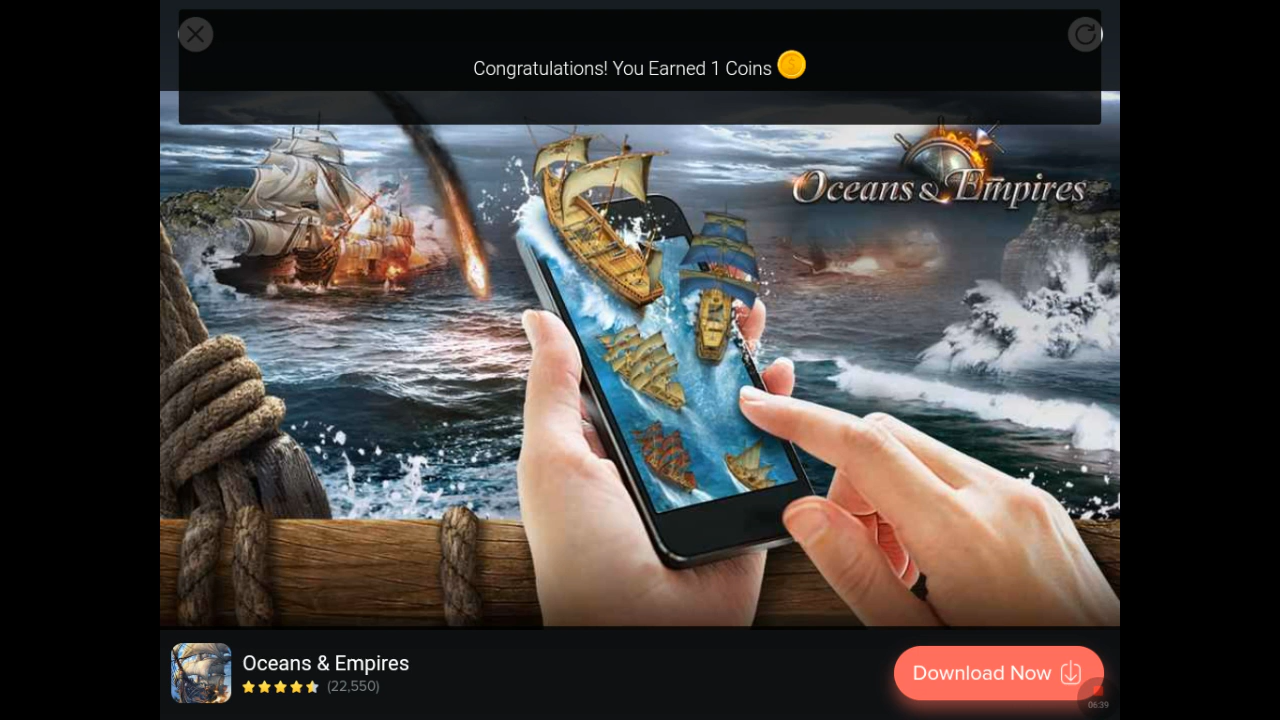 Congratulations! You Earned 1 Coins
Oceans & Empires
Oceans & Empires
(22,550)
Download Now
06:39